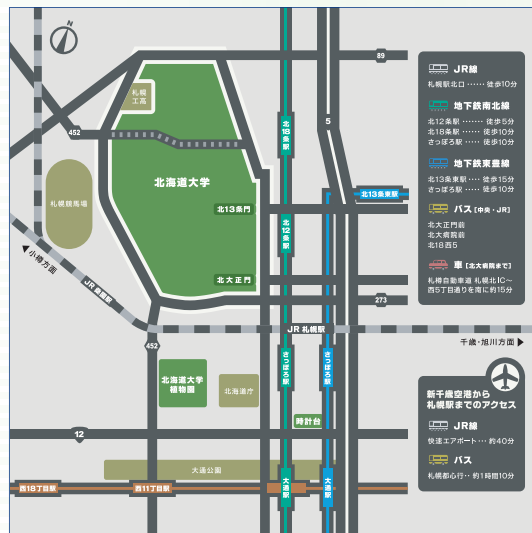 N
89
5
452
札幌
工高
北18条駅
札幌競馬場
北海道大学
北13条東駅
北13条門
北12条駅
◀小樽方面
JR 桑園駅
北大正門
273
JR 札幌駅
千歳・旭川方面 ▶
452
さっぽろ駅
さっぽろ駅
北海道大学
植物園
北海道庁
時計台
12
大通公園
西18丁目駅
西11丁目駅
大通駅
大通駅
JR線
札幌駅北口 …… 徒歩10分
地下鉄南北線
北12条駅 …… 徒歩5分
北18条駅 …… 徒歩10分
さっぽろ駅 …… 徒歩10分
地下鉄東豊線
北13条東駅 …… 徒歩15分
さっぽろ駅 …… 徒歩10分
バス [中央・JR]
北大正門前
北大病院前
北18西5
車 [北大病院まで]
札樽自動車道 札幌北IC〜
西5丁目通りを南に約15分
新千歳空港から
札幌駅までのアクセス
JR線
快速エアポート … 約40分
バス
札幌都心行 ‥ 約1時間10分